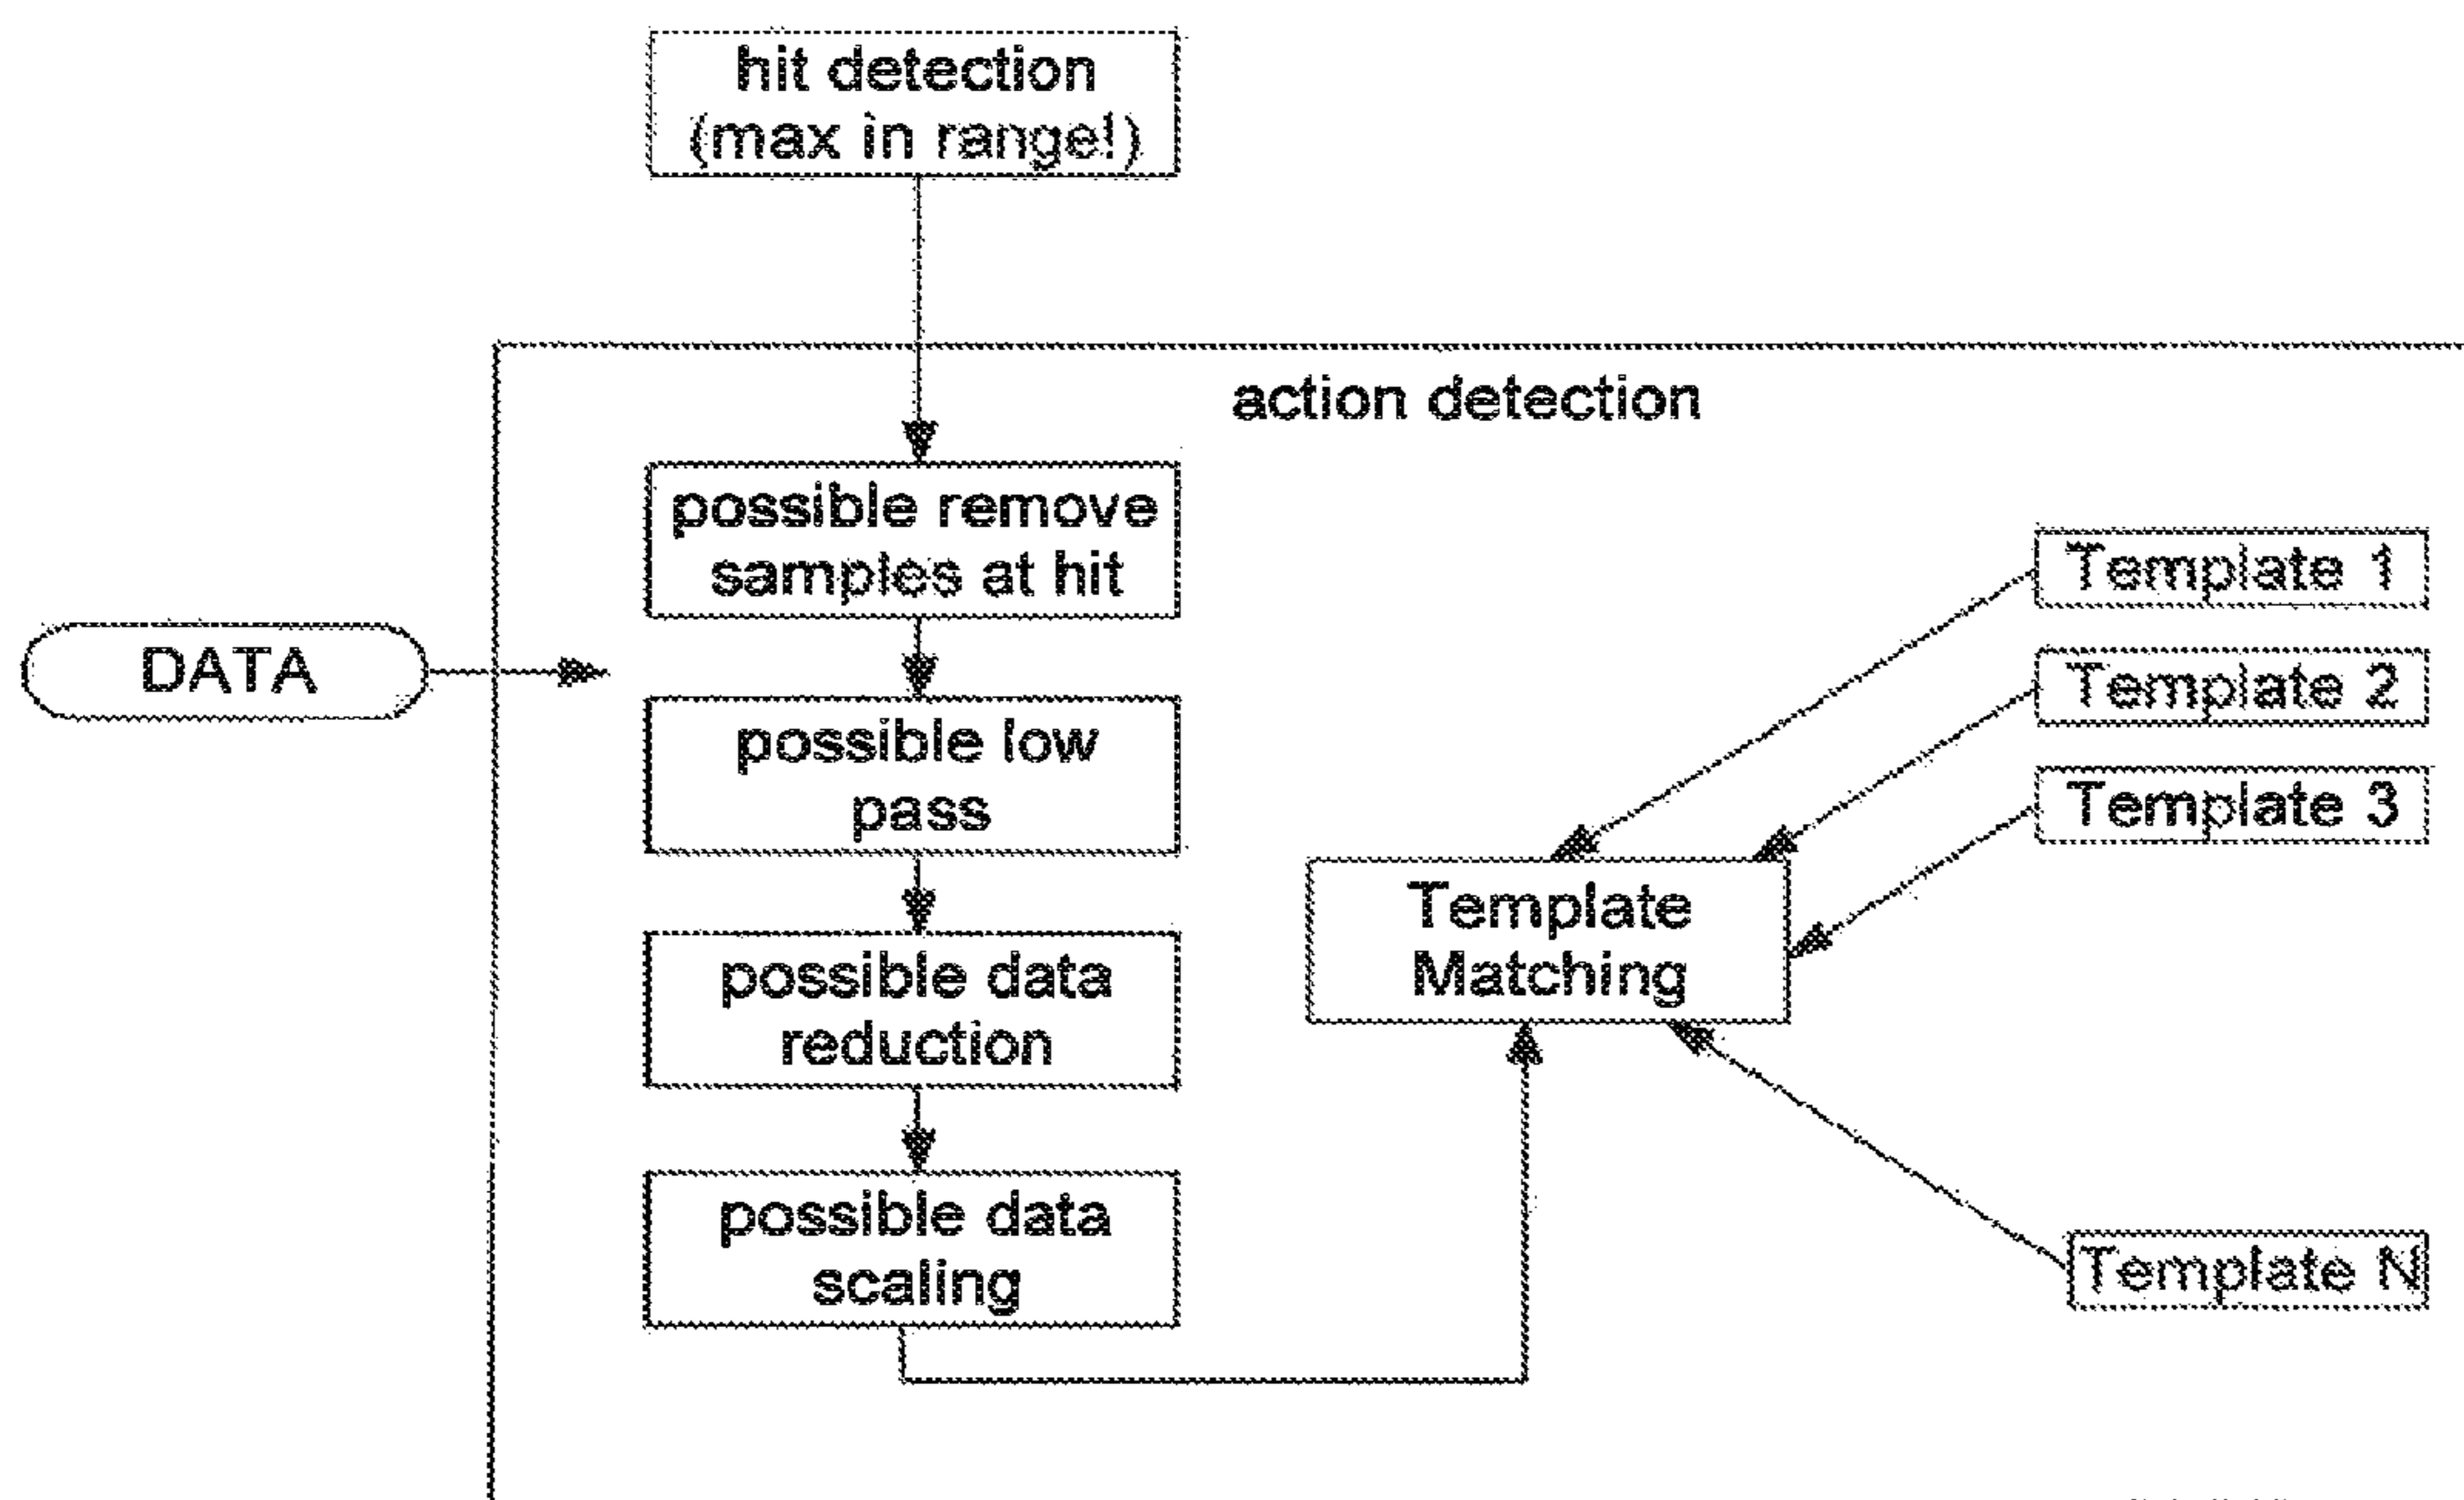 hit detection
(max in range!)
action detection
possible remove
samples at hit
DATA
possible low
pass
possible data
reduction
possible data
scaling
Template 1
Template 2
Template 3
Template
Matching
Template N